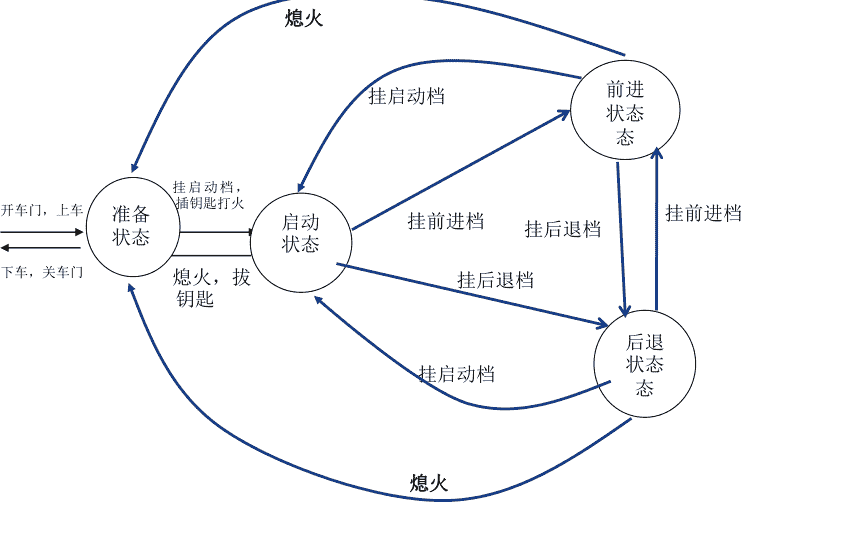 熄火
挂启动档
前进
状态
态
挂启动档，
插钥匙打火
开车门，上车
准备
状态
启动
状态
挂前进档
挂后退档
挂前进档
下车，关车门
熄火，拔
钥匙
挂后退档
后退
状态
态
挂启动档
熄火